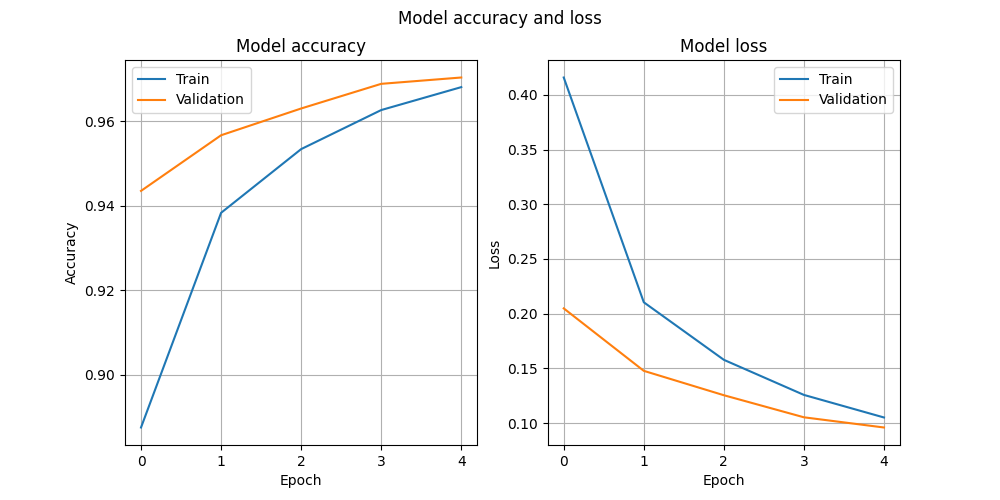 Model accuracy and loss
Model accuracy
Train
Validation
0.96
0.94
0.92
0.90
Accuracy
0 1 2 3 4
Epoch
Model loss
Train
Validation
0.40
0.35
0.30
0.25
0.20
0.15
0.10
Loss
0 1 2 3 4
Epoch